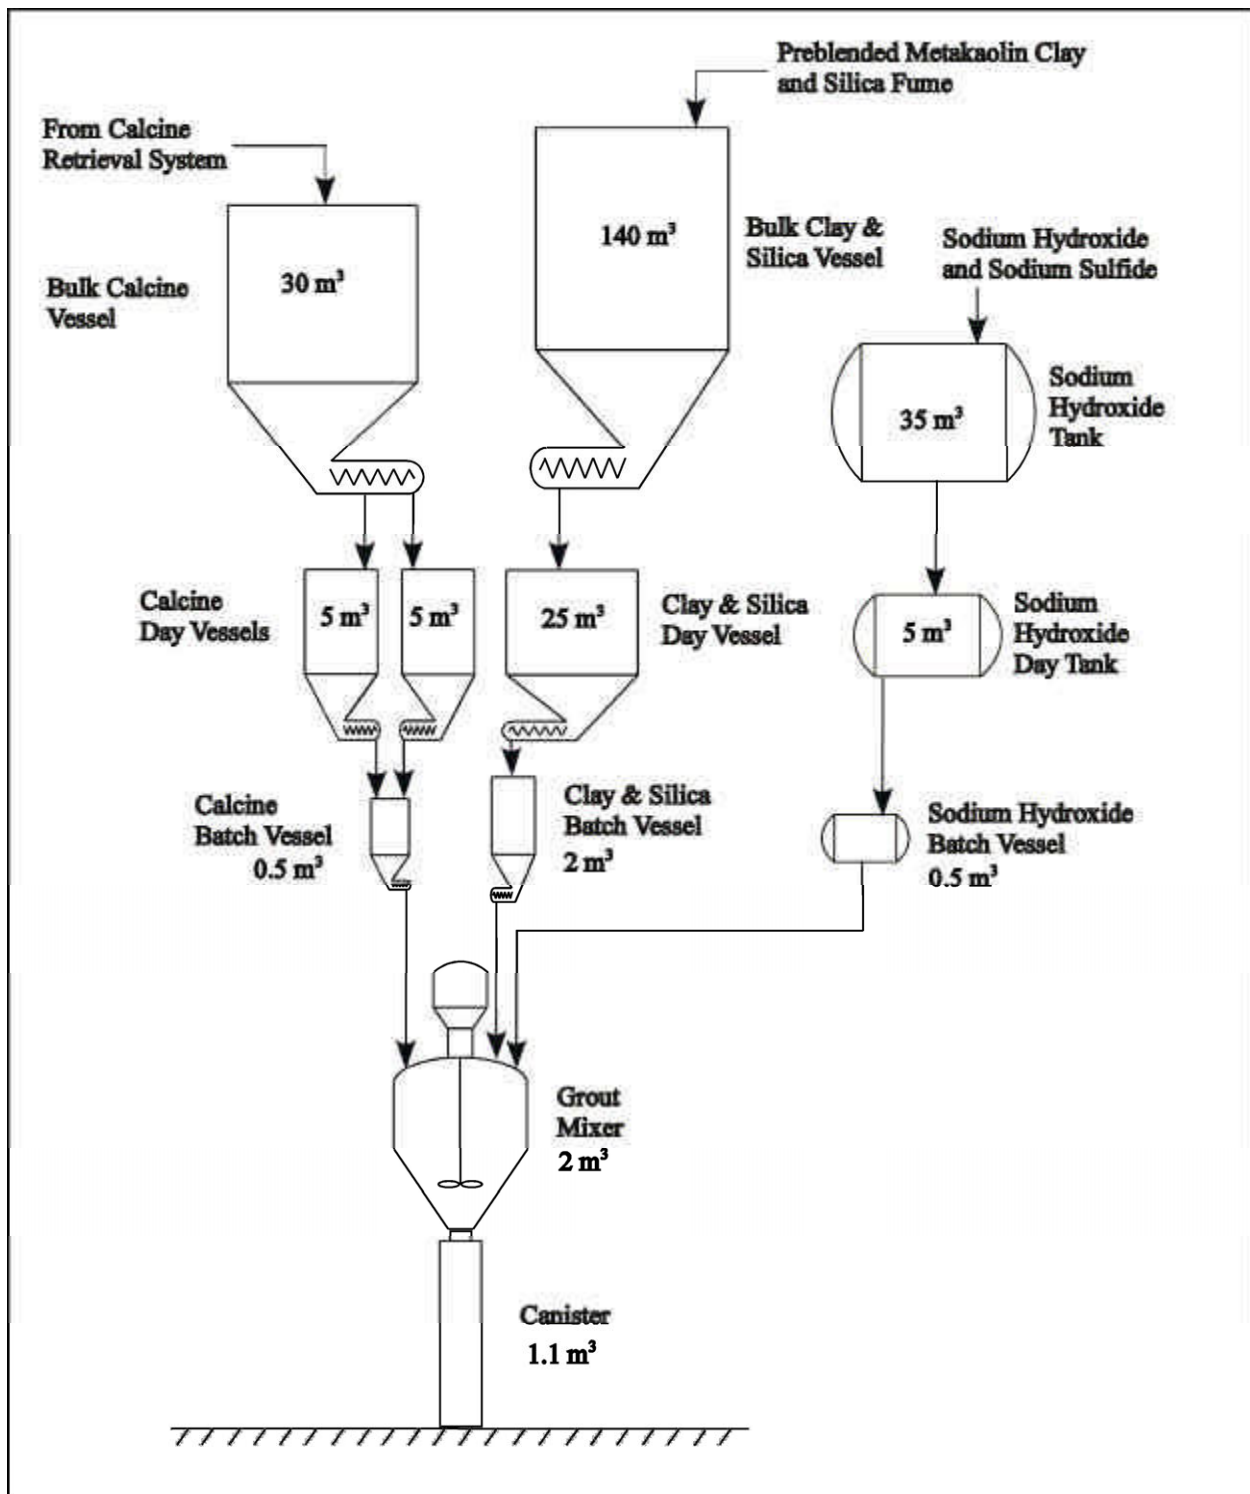 Preblended Metakaolin Clay
and Silica Fume
From Calcine
Retrieval System
140 m³
Bulk Clay &
Silica Vessel
Sodium Hydroxide
and Sodium Sulfide
30 m³
Bulk Calcine
Vessel
35 m³
Sodium
Hydroxide
Tank
Calcine
Day Vessels
5 m³
5 m³
25 m³
Clay & Silica
Day Vessel
5 m³
Sodium
Hydroxide
Day Tank
Calcine
Batch Vessel
0.5 m³
Clay & Silica
Batch Vessel
2 m³
Sodium Hydroxide
Batch Vessel
0.5 m³
Grout
Mixer
2 m³
Canister
1.1 m³